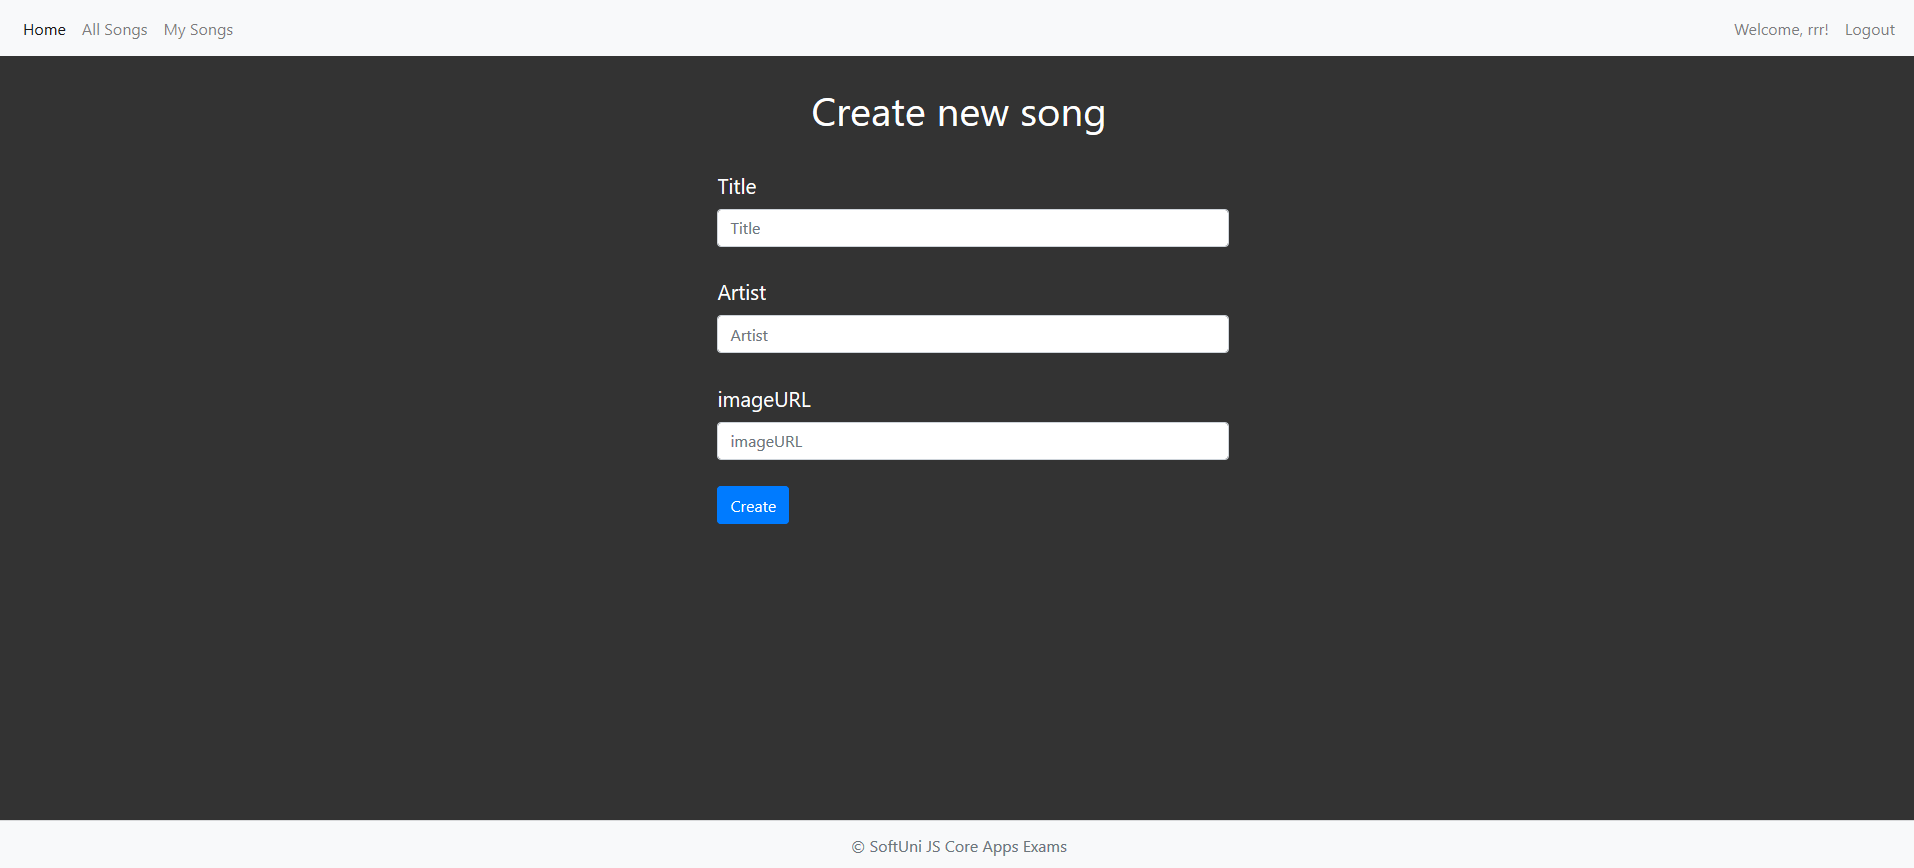 Home All Songs My Songs Welcome, rrr! Logout
Create new song
Title
Title
Artist
Artist
imageURL
imageURL
Create
© SoftUni JS Core Apps Exams